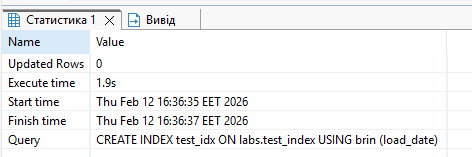 Статистика 1
Вивід
Name Value
Updated Rows 0
Execute time 1.9s
Start time Thu Feb 12 16:36:35 EET 2026
Finish time Thu Feb 12 16:36:37 EET 2026
Query CREATE INDEX test_idx ON labs.test_index USING brin (load_date)